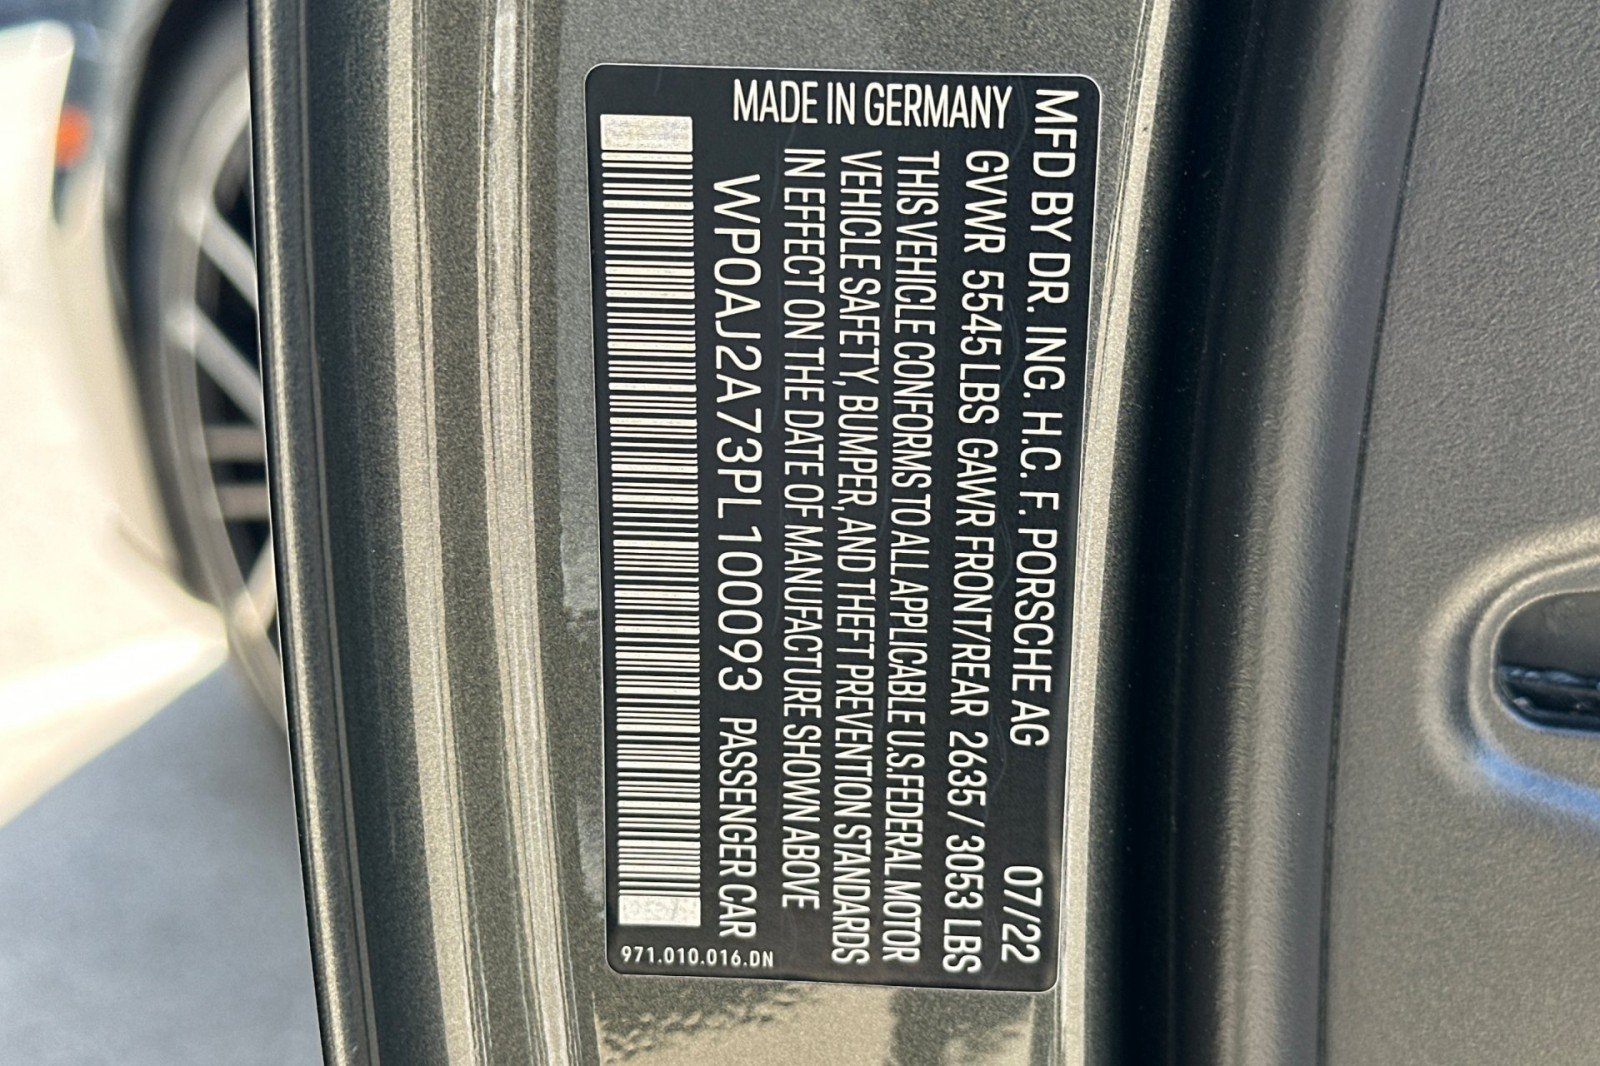 MFD BY DR. ING. H.C. F. PORSCHE AG 07/22
GVWR 5545 LBS GAWR FRONT/REAR 2635 / 3053 LBS
THIS VEHICLE CONFORMS TO ALL APPLICABLE U.S.FEDERAL MOTOR
VEHICLE SAFETY, BUMPER, AND THEFT PREVENTION STANDARDS
IN EFFECT ON THE DATE OF MANUFACTURE SHOWN ABOVE
WP0AJ2A73PL100093 PASSENGER CAR
MADE IN GERMANY
971.010.016.DN